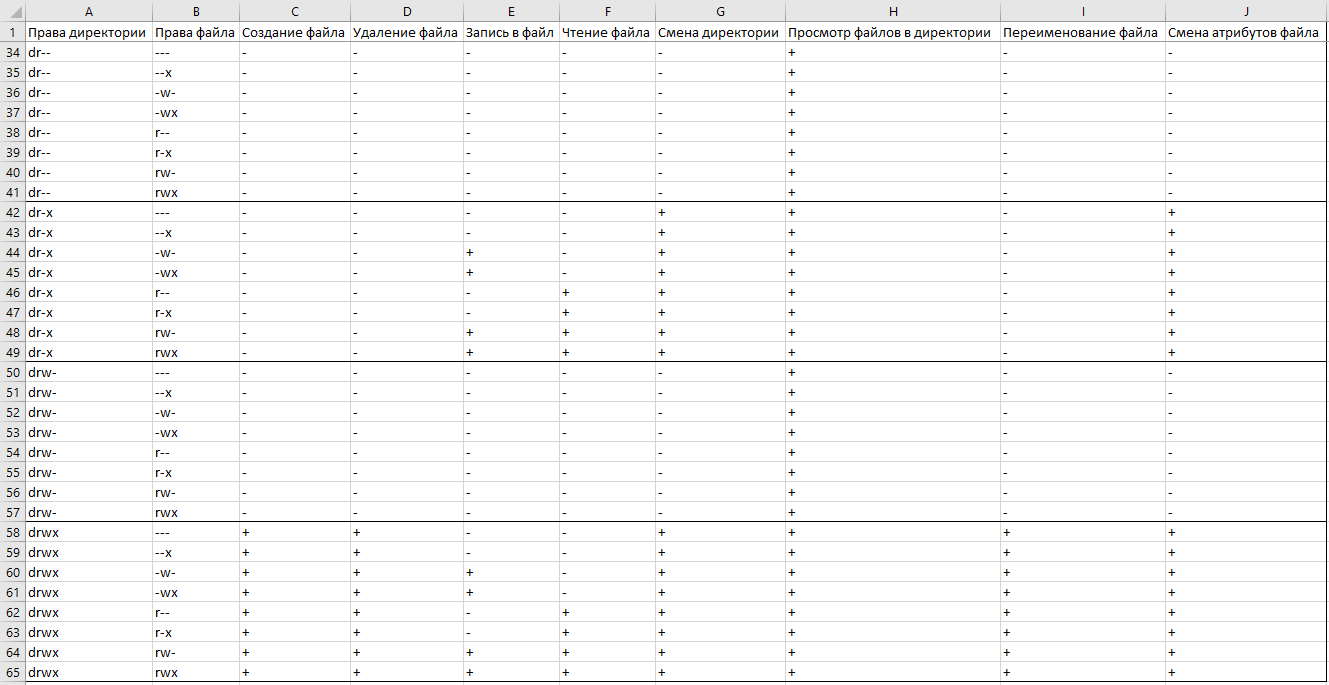 A B C D E F G H I J
1 Права директории Права файла Создание файла Удаление файла Запись в файл Чтение файла Смена директории Просмотр файлов в директории Переименование файла Смена атрибутов файла
34 dr-- --- - - - - - + - -
35 dr-- --x - - - - - + - -
36 dr-- -w- - - - - - + - -
37 dr-- -wx - - - - - + - -
38 dr-- r-- - - - - - + - -
39 dr-- r-x - - - - - + - -
40 dr-- rw- - - - - - + - -
41 dr-- rwx - - - - - + - -
42 dr-x --- - - - - + + - +
43 dr-x --x - - - - + + - +
44 dr-x -w- - - + - + + - +
45 dr-x -wx - - + - + + - +
46 dr-x r-- - - - + + + - +
47 dr-x r-x - - - + + + - +
48 dr-x rw- - - + + + + - +
49 dr-x rwx - - + + + + - +
50 drw- --- - - - - - + - -
51 drw- --x - - - - - + - -
52 drw- -w- - - - - - + - -
53 drw- -wx - - - - - + - -
54 drw- r-- - - - - - + - -
55 drw- r-x - - - - - + - -
56 drw- rw- - - - - - + - -
57 drw- rwx - - - - - + - -
58 drwx --- + + - - + + + +
59 drwx --x + + - - + + + +
60 drwx -w- + + + - + + + +
61 drwx -wx + + + - + + + +
62 drwx r-- + + - + + + + +
63 drwx r-x + + - + + + + +
64 drwx rw- + + + + + + + +
65 drwx rwx + + + + + + + +